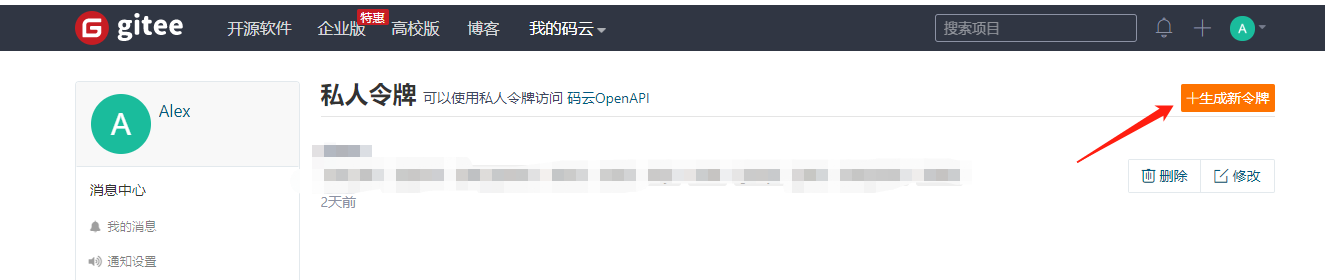 gitee 开源软件 企业版 特惠 高校版 博客 我的码云 搜索项目 A
A Alex
私人令牌 可以使用私人令牌访问 码云OpenAPI
生成新令牌
消息中心
我的消息
通知设置
2天前
删除 修改